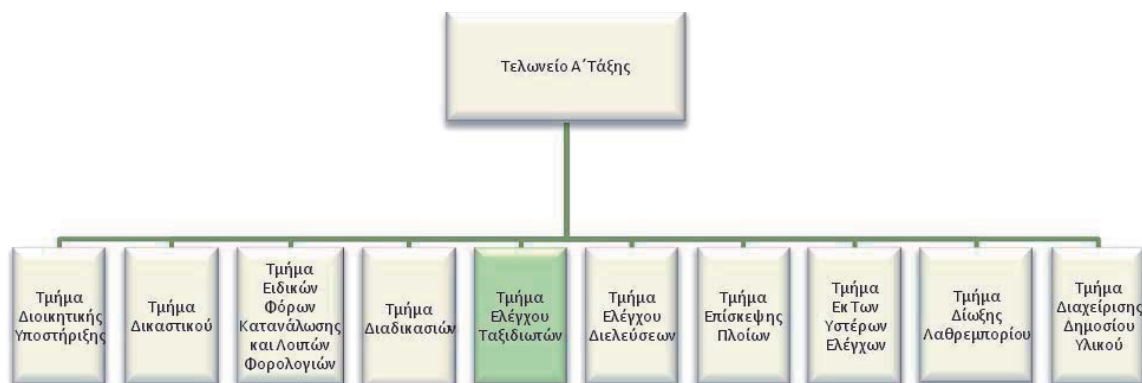 Τελωνείο Α΄Τάξης
Τμήμα
Διοικητικής
Υποστήριξης
Τμήμα
Δικαστικού
Τμήμα
Ειδικών
Φόρων
Κατανάλωσης
και Λοιπών
Φορολογιών
Τμήμα
Διαδικασιών
Τμήμα
Ελέγχου
Ταξιδιωτών
Τμήμα
Ελέγχου
Διελεύσεων
Τμήμα
Επίσκεψης
Πλοίων
Τμήμα
Εκ Των
Υστέρων
Ελέγχων
Τμήμα
Δίωξης
Λαθρεμπορίου
Τμήμα
Διαχείρισης
Δημοσίου
Υλικού